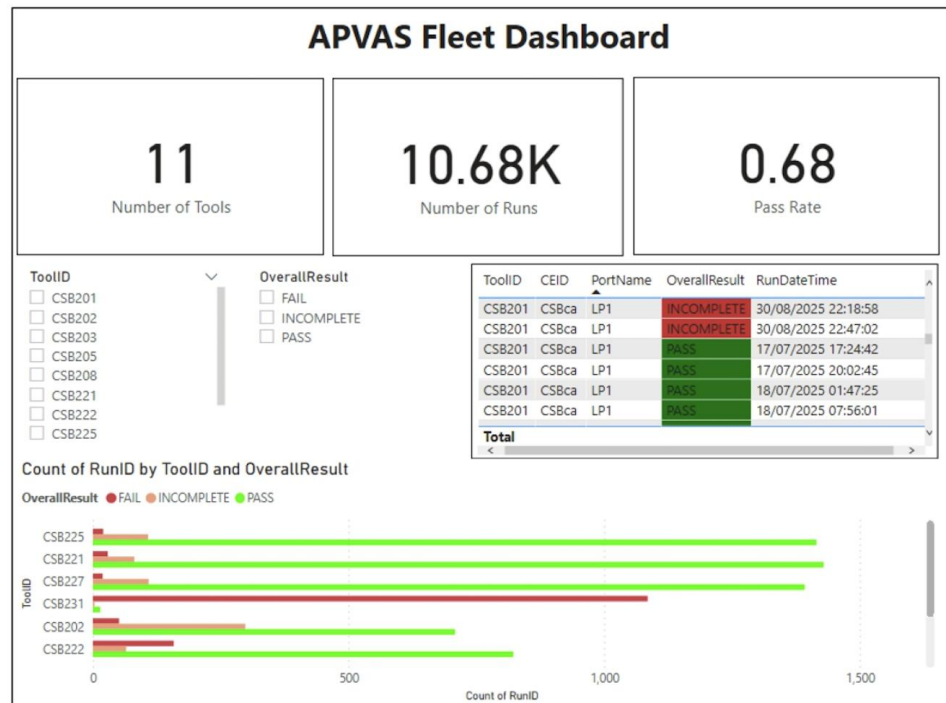 APVAS Fleet Dashboard
11
Number of Tools
10.68K
Number of Runs
0.68
Pass Rate
ToolID
CSB201
CSB202
CSB203
CSB205
CSB208
CSB221
CSB222
CSB225
OverallResult
FAIL
INCOMPLETE
PASS
ToolID CEID PortName OverallResult RunDateTime
CSB201 CSBca LP1 INCOMPLETE 30/08/2025 22:18:58
CSB201 CSBca LP1 INCOMPLETE 30/08/2025 22:47:02
CSB201 CSBca LP1 PASS 17/07/2025 17:24:42
CSB201 CSBca LP1 PASS 17/07/2025 20:02:45
CSB201 CSBca LP1 PASS 18/07/2025 01:47:25
CSB201 CSBca LP1 PASS 18/07/2025 07:56:01
Total
Count of RunID by ToolID and OverallResult
OverallResult FAIL INCOMPLETE PASS
ToolID
CSB225
CSB221
CSB227
CSB231
CSB202
CSB222
0 500 1,000 1,500
Count of RunID